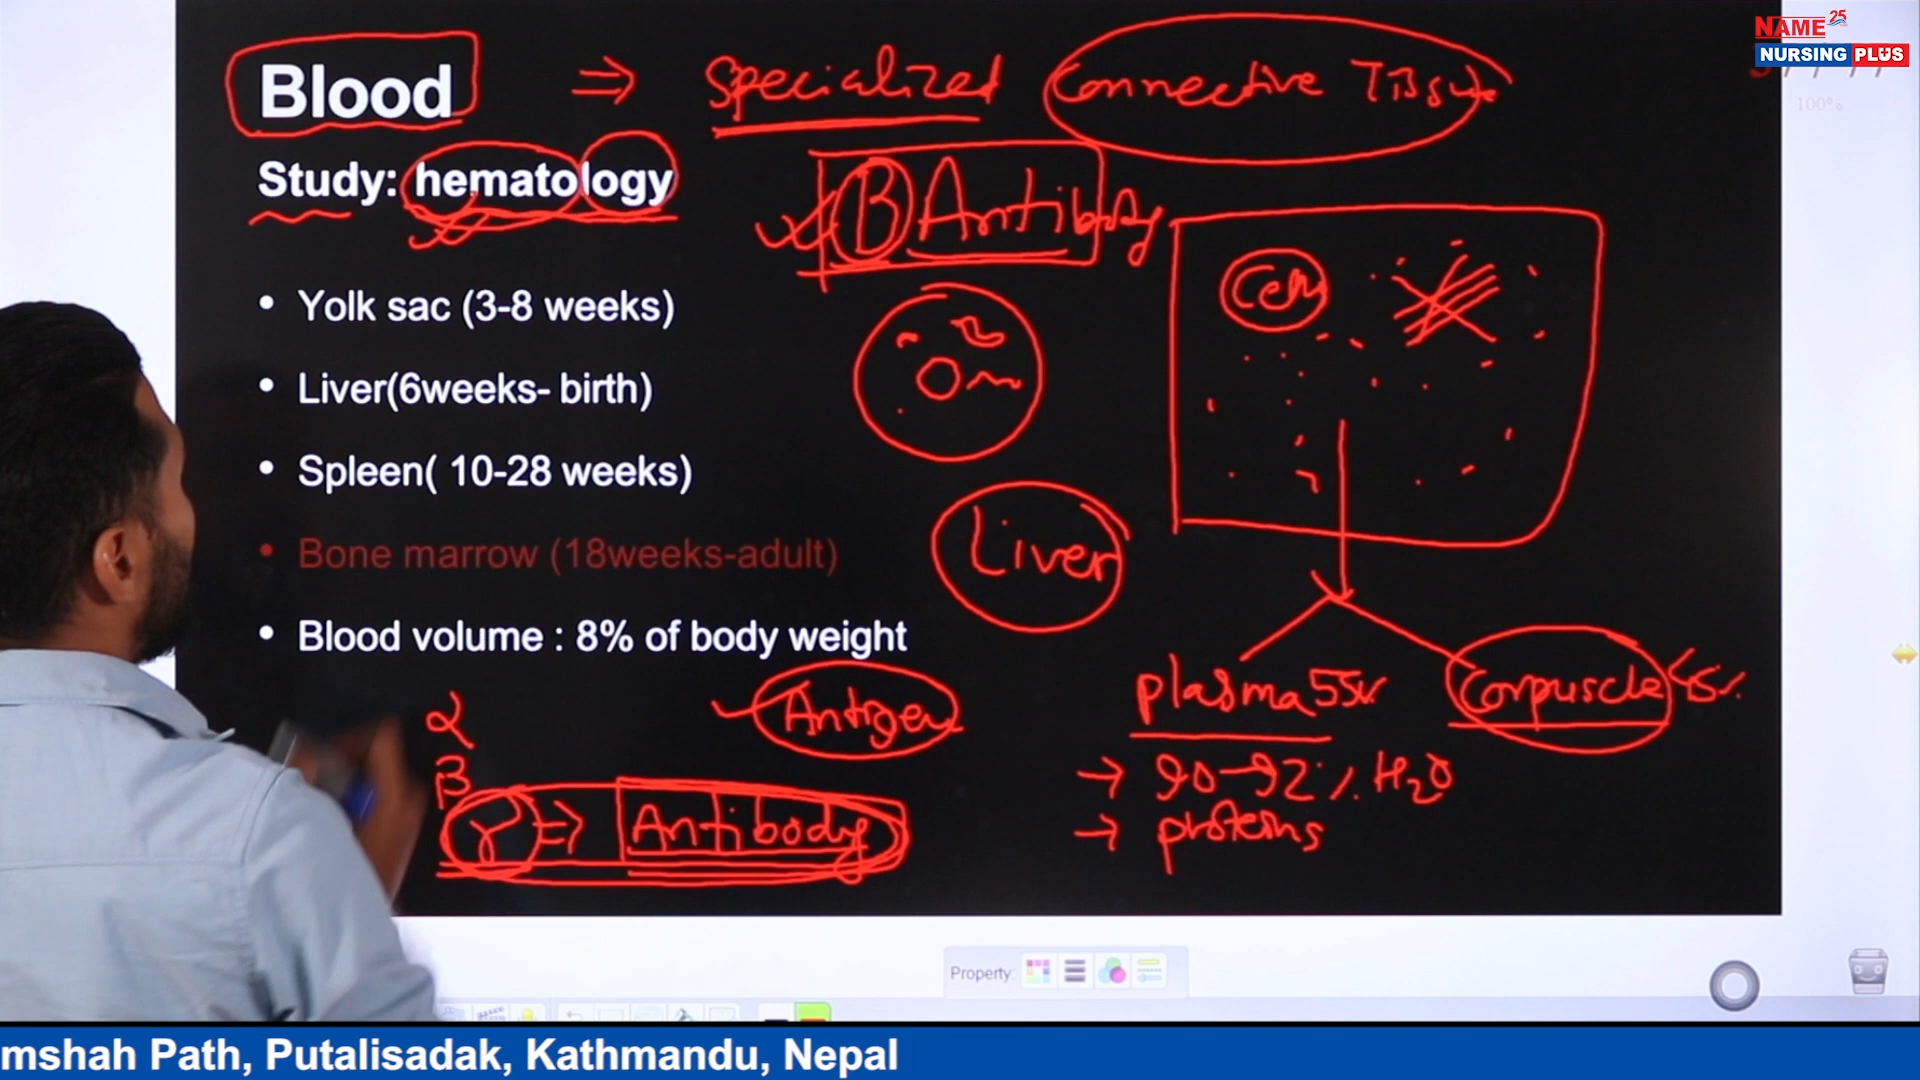 NAME 25
NURSING PLUS
100%
Blood => specialized Connective Tissue
Study: hematology
B Antibody
Cells
• Yolk sac (3-8 weeks)
• Liver(6weeks- birth)
• Spleen( 10-28 weeks)
Liver
• Bone marrow (18weeks-adult)
• Blood volume : 8% of body weight
plasma 55% Corpuscle 45%
α
Antigen
β
→ 90-92% H2O
γ => Antibody
→ proteins
Property:
mshah Path, Putalisadak, Kathmandu, Nepal